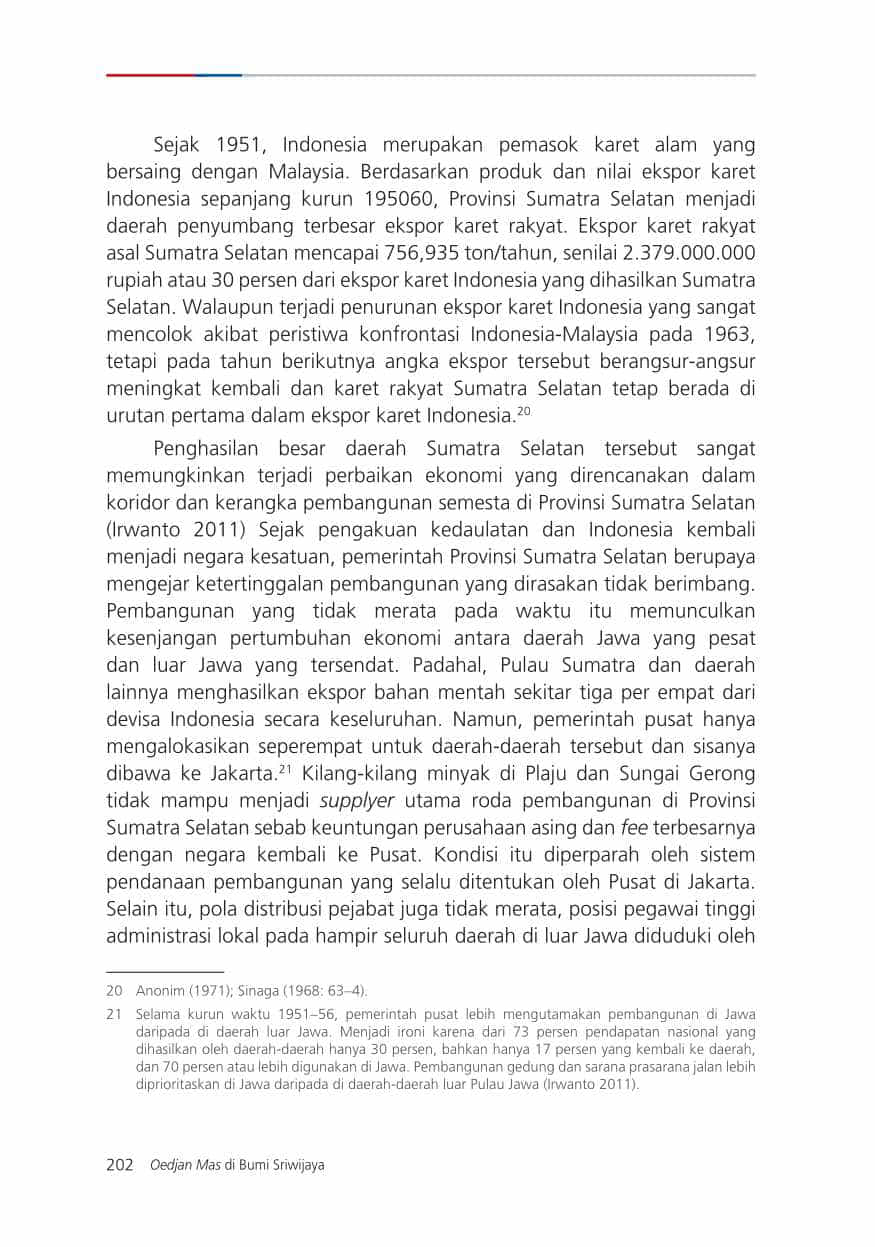 Sejak 1951, Indonesia merupakan pemasok karet alam yang
bersaing dengan Malaysia. Berdasarkan produk dan nilai ekspor karet
Indonesia sepanjang kurun 195060, Provinsi Sumatra Selatan menjadi
daerah penyumbang terbesar ekspor karet rakyat. Ekspor karet rakyat
asal Sumatra Selatan mencapai 756,935 ton/tahun, senilai 2.379.000.000
rupiah atau 30 persen dari ekspor karet Indonesia yang dihasilkan Sumatra
Selatan. Walaupun terjadi penurunan ekspor karet Indonesia yang sangat
mencolok akibat peristiwa konfrontasi Indonesia-Malaysia pada 1963,
tetapi pada tahun berikutnya angka ekspor tersebut berangsur-angsur
meningkat kembali dan karet rakyat Sumatra Selatan tetap berada di
urutan pertama dalam ekspor karet Indonesia.20
Penghasilan besar daerah Sumatra Selatan tersebut sangat
memungkinkan terjadi perbaikan ekonomi yang direncanakan dalam
koridor dan kerangka pembangunan semesta di Provinsi Sumatra Selatan
(Irwanto 2011) Sejak pengakuan kedaulatan dan Indonesia kembali
menjadi negara kesatuan, pemerintah Provinsi Sumatra Selatan berupaya
mengejar ketertinggalan pembangunan yang dirasakan tidak berimbang.
Pembangunan yang tidak merata pada waktu itu memunculkan
kesenjangan pertumbuhan ekonomi antara daerah Jawa yang pesat
dan luar Jawa yang tersendat. Padahal, Pulau Sumatra dan daerah
lainnya menghasilkan ekspor bahan mentah sekitar tiga per empat dari
devisa Indonesia secara keseluruhan. Namun, pemerintah pusat hanya
mengalokasikan seperempat untuk daerah-daerah tersebut dan sisanya
dibawa ke Jakarta.21 Kilang-kilang minyak di Plaju dan Sungai Gerong
tidak mampu menjadi supplyer utama roda pembangunan di Provinsi
Sumatra Selatan sebab keuntungan perusahaan asing dan fee terbesarnya
dengan negara kembali ke Pusat. Kondisi itu diperparah oleh sistem
pendanaan pembangunan yang selalu ditentukan oleh Pusat di Jakarta.
Selain itu, pola distribusi pejabat juga tidak merata, posisi pegawai tinggi
administrasi lokal pada hampir seluruh daerah di luar Jawa diduduki oleh
20 Anonim (1971); Sinaga (1968: 63–4).
21 Selama kurun waktu 1951–56, pemerintah pusat lebih mengutamakan pembangunan di Jawa
daripada di daerah luar Jawa. Menjadi ironi karena dari 73 persen pendapatan nasional yang
dihasilkan oleh daerah-daerah hanya 30 persen, bahkan hanya 17 persen yang kembali ke daerah,
dan 70 persen atau lebih digunakan di Jawa. Pembangunan gedung dan sarana prasarana jalan lebih
diprioritaskan di Jawa daripada di daerah-daerah luar Pulau Jawa (Irwanto 2011).
202 Oedjan Mas di Bumi Sriwijaya